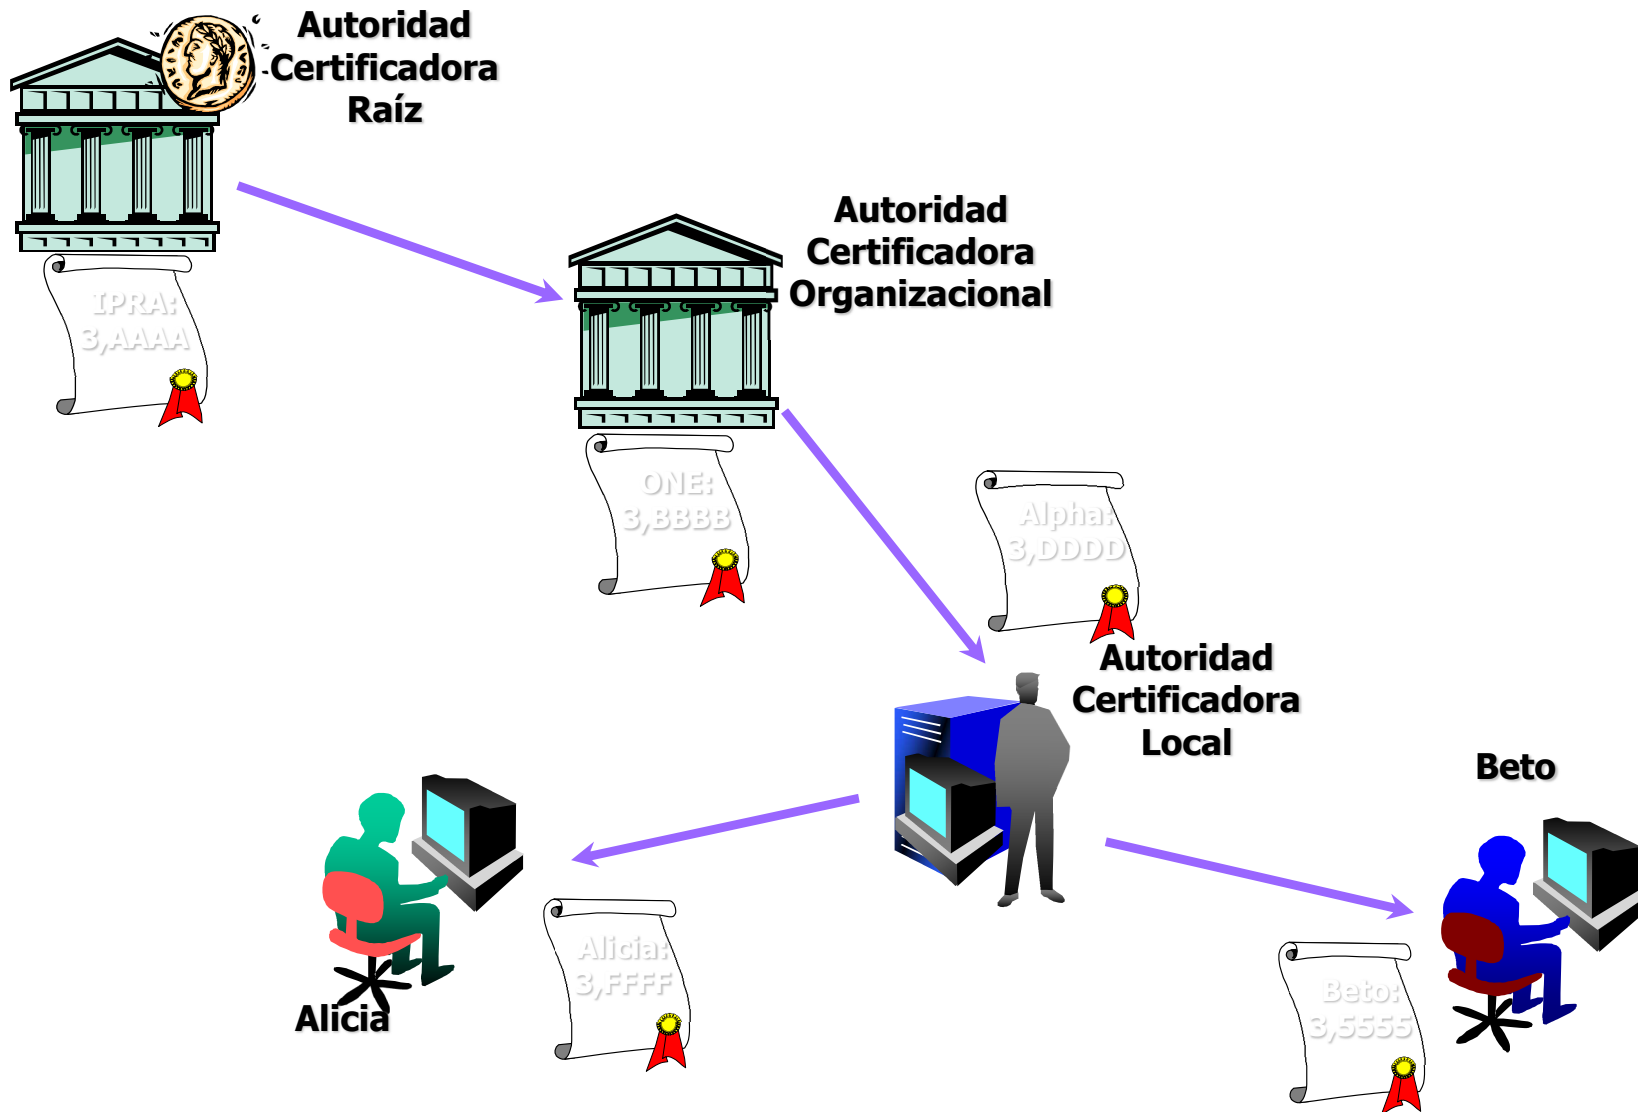 Autoridad
Certificadora
Raíz
IPRA:
3,AAAA
Autoridad
Certificadora
Organizacional
ONE:
3,BBBB
Alpha:
3,DDDD
Autoridad
Certificadora
Local
Beto
Alicia:
3,FFFF
Alicia
Beto:
3,5555